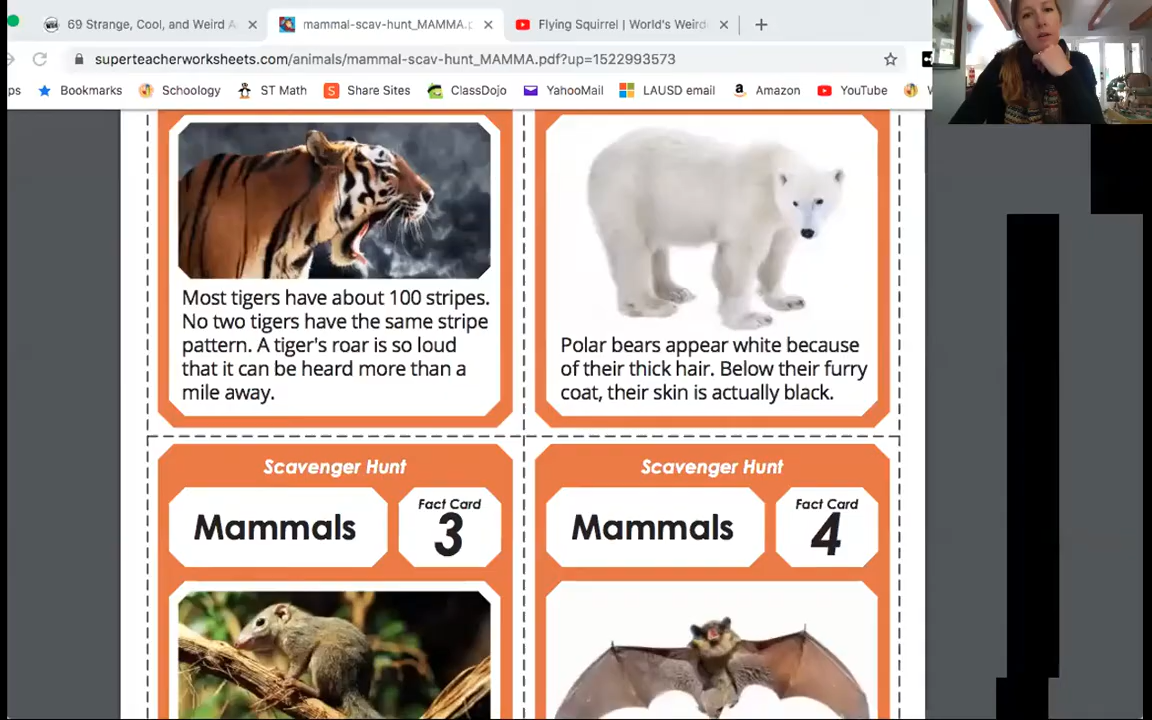 69 Strange, Cool, and Weird A
mammal-scav-hunt_MAMMA.p
Flying Squirrel | World's Weird
superteacherworksheets.com/animals/mammal-scav-hunt_MAMMA.pdf?up=1522993573
ps Bookmarks Schoology ST Math Share Sites ClassDojo YahooMail LAUSD email Amazon YouTube
Most tigers have about 100 stripes.
No two tigers have the same stripe
pattern. A tiger's roar is so loud
that it can be heard more than a
mile away.
Polar bears appear white because
of their thick hair. Below their furry
coat, their skin is actually black.
Scavenger Hunt
Mammals
Fact Card
3
Scavenger Hunt
Mammals
Fact Card
4